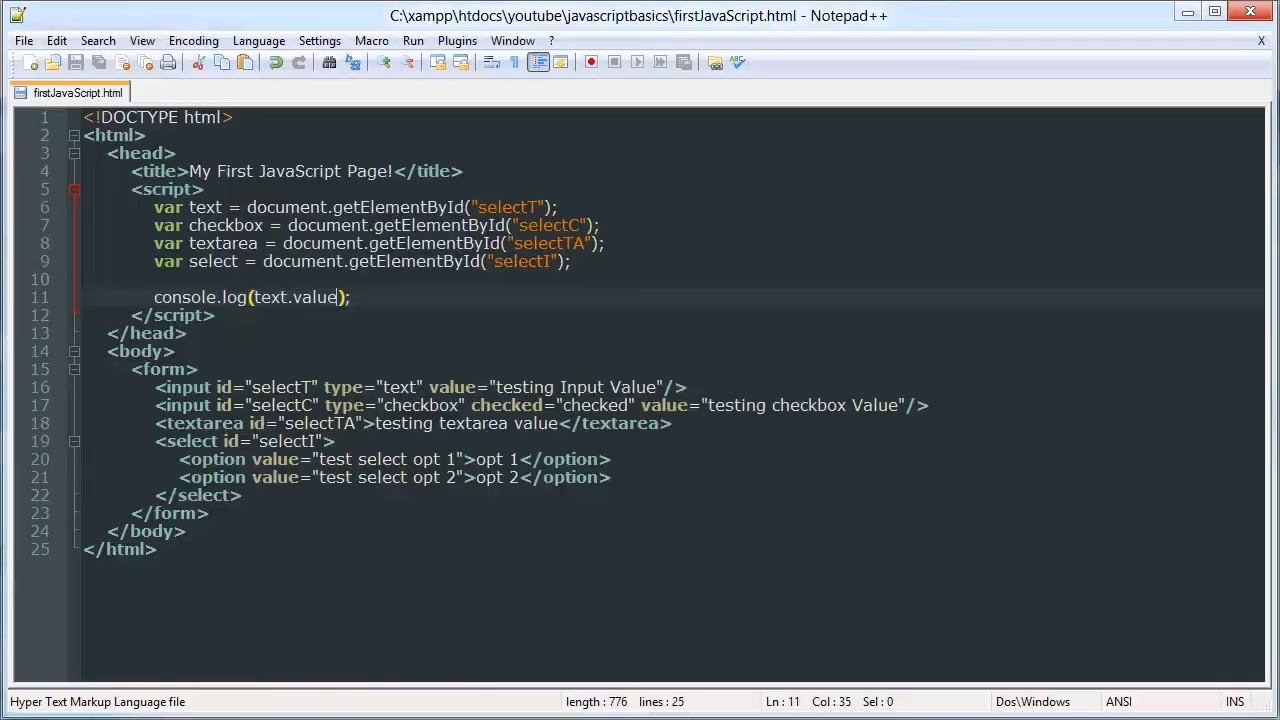 C:\xampp\htdocs\youtube\javascriptbasics\firstJavaScript.html - Notepad++
File Edit Search View Encoding Language Settings Macro Run Plugins Window ? X
firstJavaScript.html
1 <!DOCTYPE html>
2 <html>
3 <head>
4 <title>My First JavaScript Page!</title>
5 <script>
6 var text = document.getElementById("selectT");
7 var checkbox = document.getElementById("selectC");
8 var textarea = document.getElementById("selectTA");
9 var select = document.getElementById("selectI");
10
11 console.log(text.value);
12 </script>
13 </head>
14 <body>
15 <form>
16 <input id="selectT" type="text" value="testing Input Value"/>
17 <input id="selectC" type="checkbox" checked="checked" value="testing checkbox Value"/>
18 <textarea id="selectTA">testing textarea value</textarea>
19 <select id="selectI">
20 <option value="test select opt 1">opt 1</option>
21 <option value="test select opt 2">opt 2</option>
22 </select>
23 </form>
24 </body>
25 </html>
Hyper Text Markup Language file length : 776 lines : 25 Ln : 11 Col : 35 Sel : 0 Dos\Windows ANSI INS